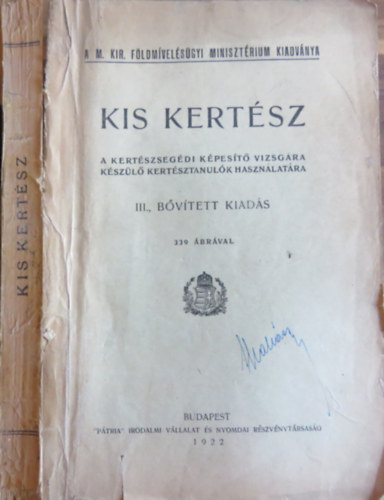 KIS KERTÉSZ
A M. KIR. FÖLDMÍVELÉSÜGYI MINISZTÉRIUM KIADVÁNYA
KIS KERTÉSZ
A KERTÉSZSEGÉDI KÉPESÍTŐ VIZSGÁRA
KÉSZÜLŐ KERTÉSZTANULÓK HASZNÁLATÁRA
III., BŐVÍTETT KIADÁS
339 ÁBRÁVAL
BUDAPEST
"PÁTRIA" IRODALMI VÁLLALAT ÉS NYOMDAI RÉSZVÉNYTÁRSASÁG
1922